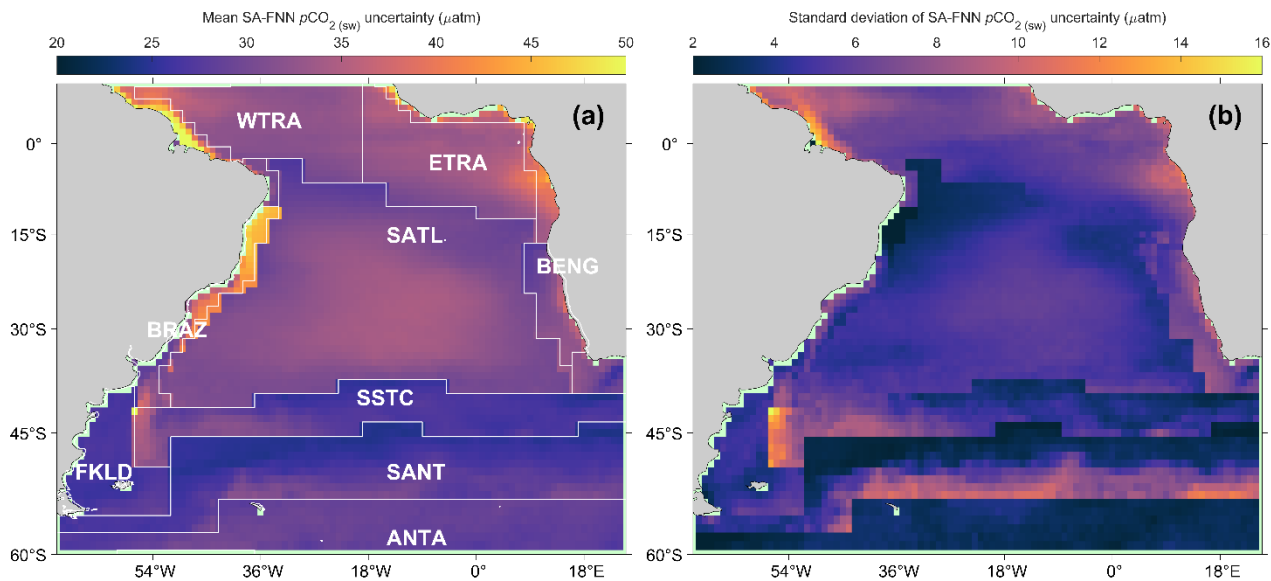 Mean SA-FNN pCO2 (sw) uncertainty (μatm)
20 25 30 35 40 45 50
(a)
WTRA
0°
ETRA
15°S
SATL
BENG
30°S
BRAZ
SSTC
45°S
FKLD
SANT
ANTA
60°S
54°W 36°W 18°W 0° 18°E
Standard deviation of SA-FNN pCO2 (sw) uncertainty (μatm)
2 4 6 8 10 12 14 16
(b)
0°
15°S
30°S
45°S
60°S
54°W 36°W 18°W 0° 18°E